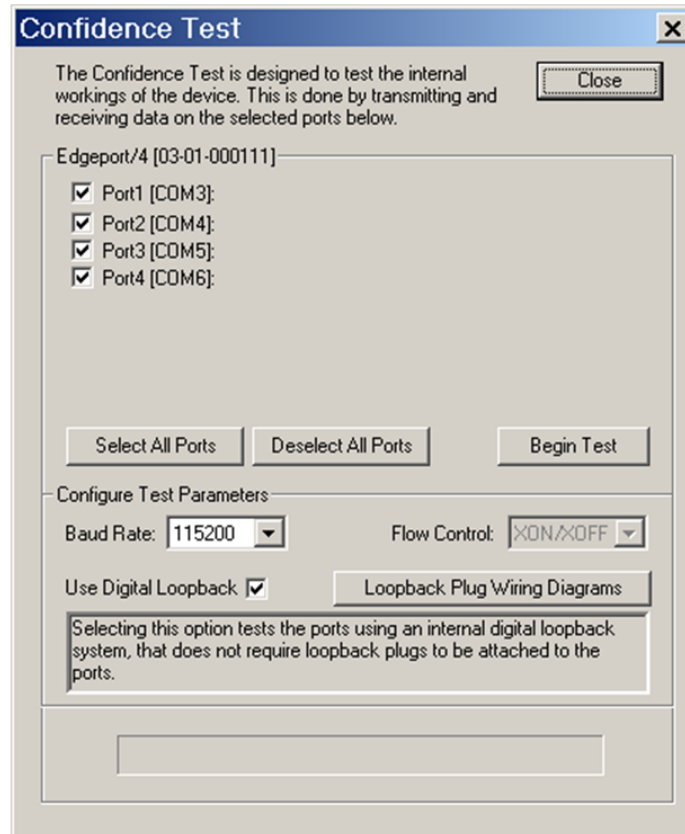 Confidence Test
The Confidence Test is designed to test the internal
workings of the device. This is done by transmitting and
receiving data on the selected ports below.
Close
Edgeport/4 [03-01-000111]
Port1 [COM3]:
Port2 [COM4]:
Port3 [COM5]:
Port4 [COM6]:
Select All Ports
Deselect All Ports
Begin Test
Configure Test Parameters
Baud Rate: 115200
Flow Control: XON/XOFF
Use Digital Loopback
Loopback Plug Wiring Diagrams
Selecting this option tests the ports using an internal digital loopback
system, that does not require loopback plugs to be attached to the
ports.